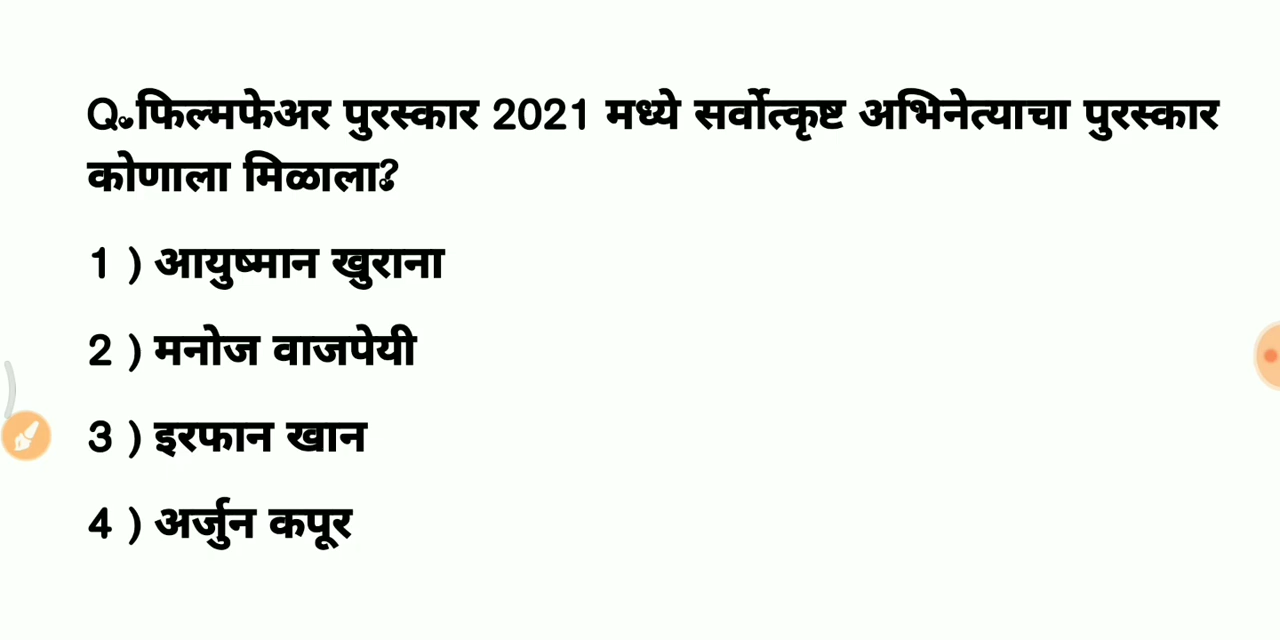 Q.फिल्मफेअर पुरस्कार 2021 मध्ये सर्वोत्कृष्ट अभिनेत्याचा पुरस्कार
कोणाला मिळाला?
1 ) आयुष्मान खुराना
2 ) मनोज वाजपेयी
3 ) इरफान खान
4 ) अर्जुन कपूर